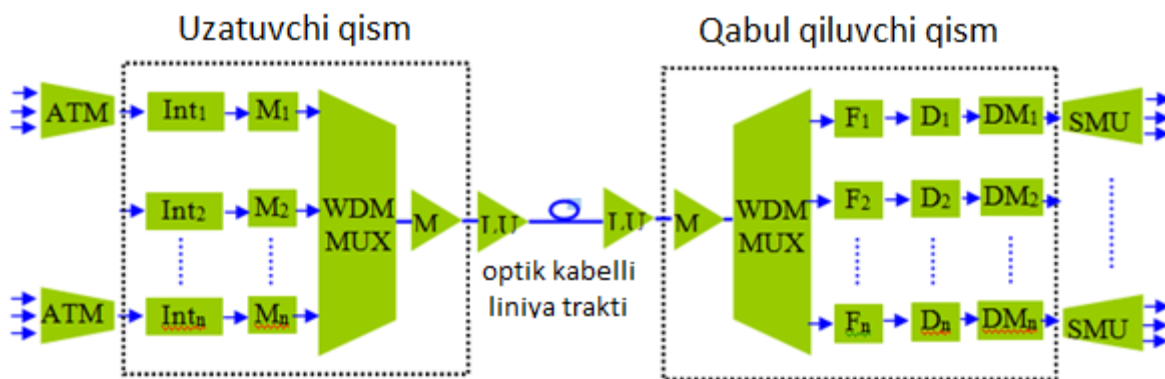 Uzatuvchi qism
Qabul qiluvchi qism
ATM
Int1
M1
Int2
M2
ATM
Intn
Mn
WDM
MUX
M
LU
optik kabelli
liniya trakti
LU
M
WDM
MUX
F1
D1
DM1
SMU
F2
D2
DM2
Fn
Dn
DMn
SMU